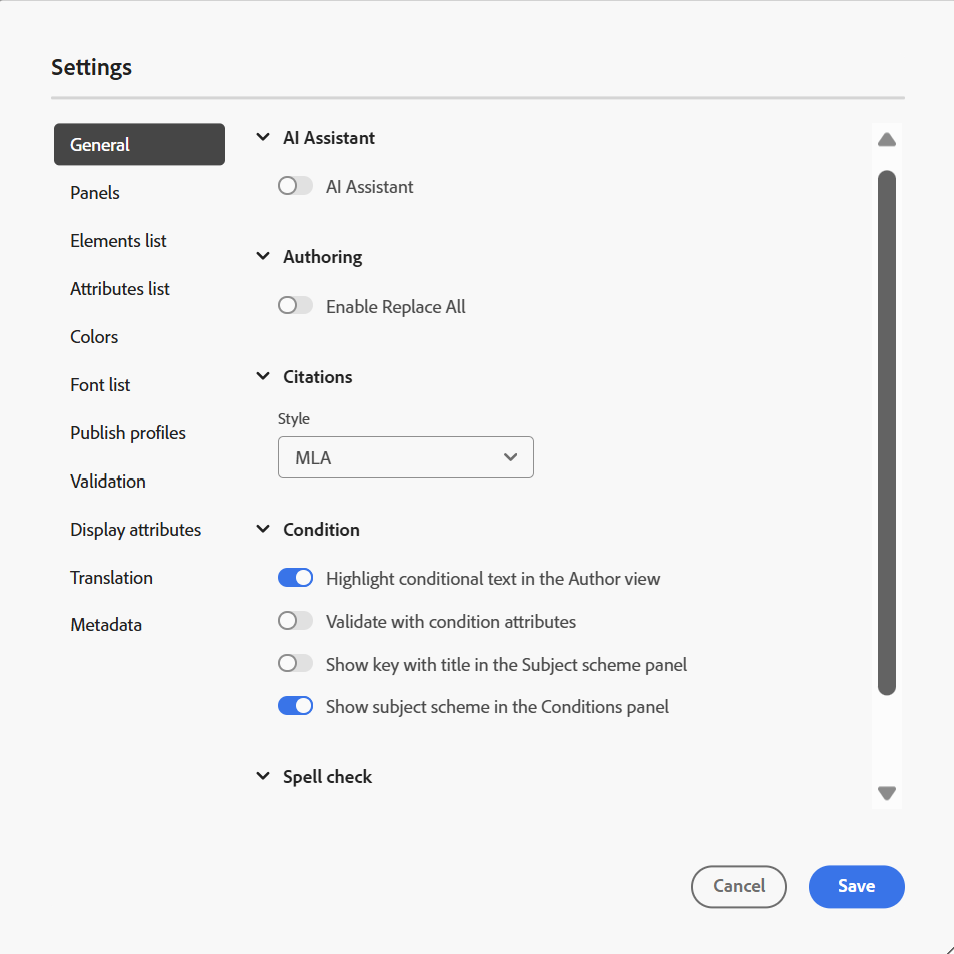 Settings
General
Panels
Elements list
Attributes list
Colors
Font list
Publish profiles
Validation
Display attributes
Translation
Metadata
AI Assistant
AI Assistant
Authoring
Enable Replace All
Citations
Style
MLA
Condition
Highlight conditional text in the Author view
Validate with condition attributes
Show key with title in the Subject scheme panel
Show subject scheme in the Conditions panel
Spell check
Cancel
Save